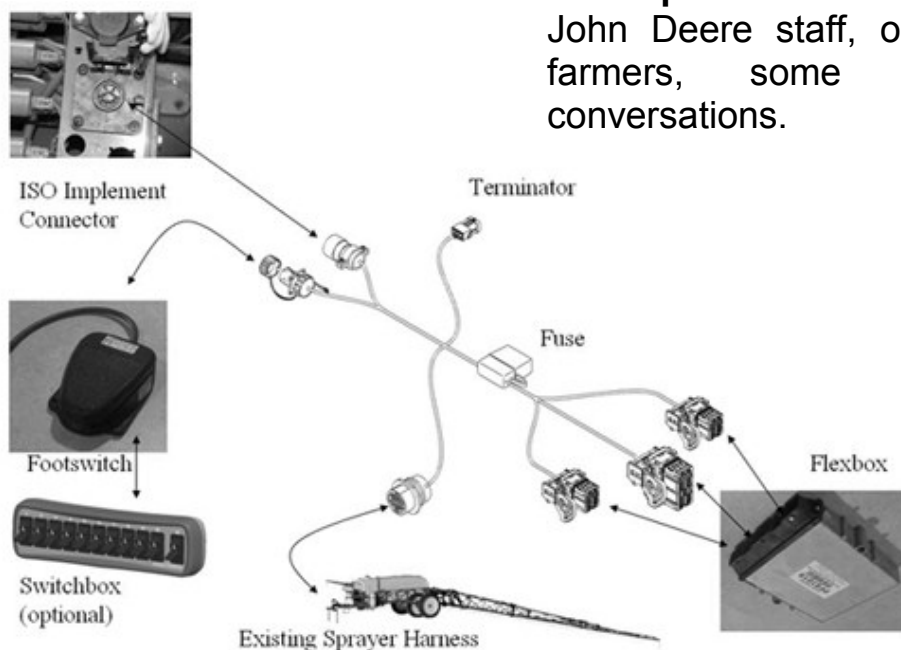 John Deere staff, o
farmers, some
conversations.
ISO Implement
Connector
Terminator
Fuse
Footswitch
Flexbox
Switchbox
(optional)
Existing Sprayer Harness